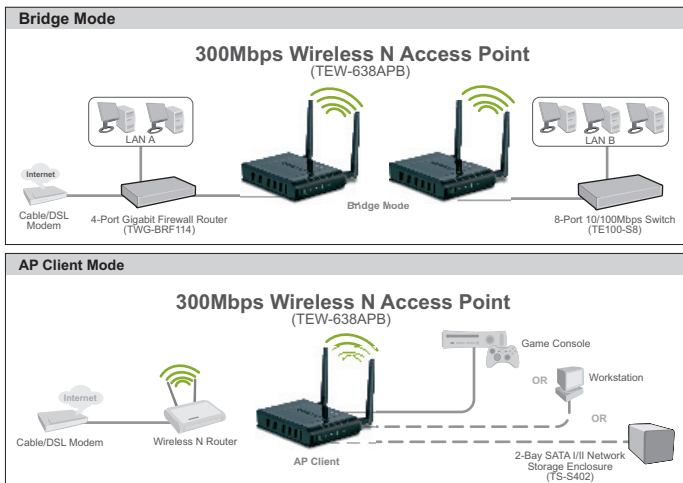 Bridge Mode
300Mbps Wireless N Access Point
(TEW-638APB)
LAN A
LAN B
Internet
Cable/DSL
Modem
4-Port Gigabit Firewall Router
(TWG-BRF114)
Bridge Mode
8-Port 10/100Mbps Switch
(TE100-S8)
AP Client Mode
300Mbps Wireless N Access Point
(TEW-638APB)
Game Console
OR
Workstation
Internet
OR
Cable/DSL Modem
Wireless N Router
AP Client
2-Bay SATA I/II Network
Storage Enclosure
(TS-S402)